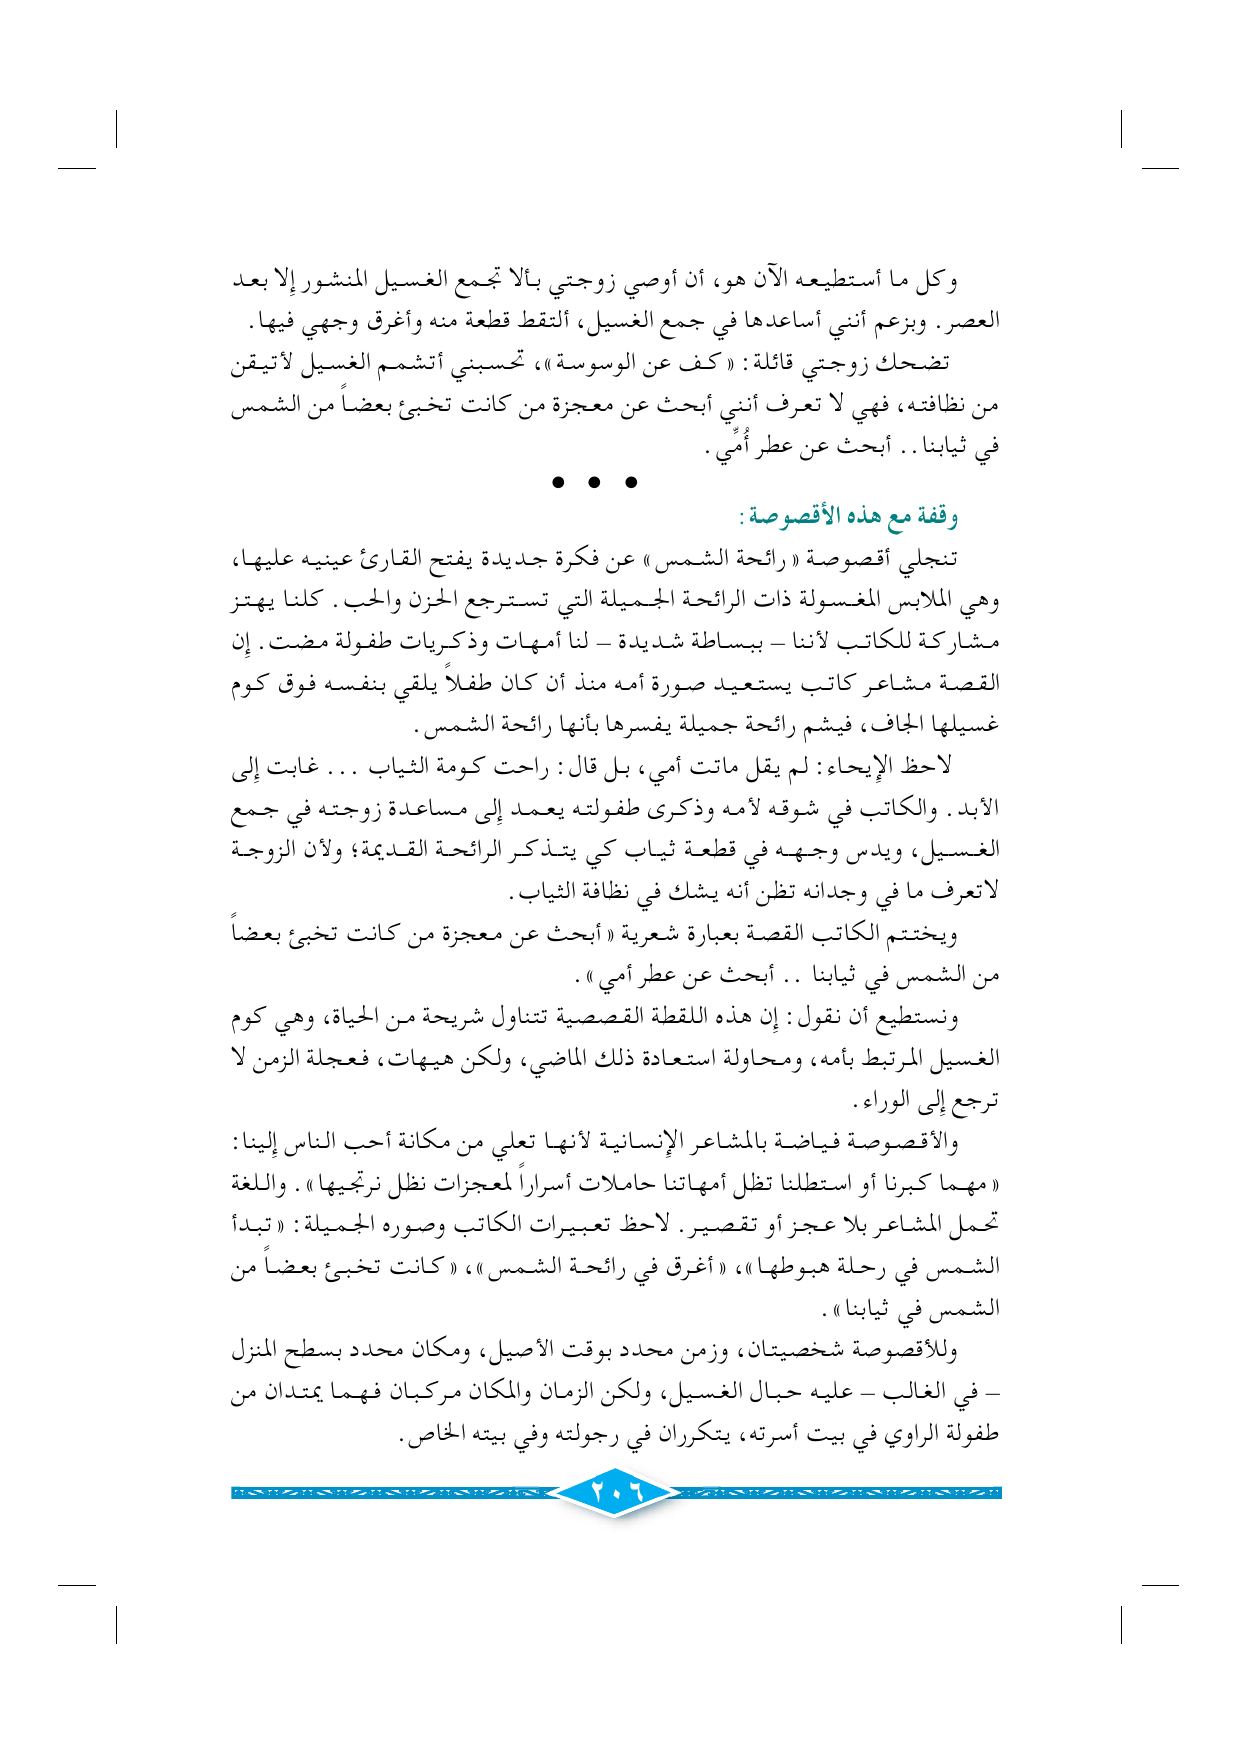 وكل ما أستطيعه الآن هو، أن أوصي زوجتي بألا تجمع الغسيل المنشور إلا بعد
العصر. وبزعم أنني أساعدها في جمع الغسيل، ألتقط قطعة منه وأغرق وجهي فيها.
تضحك زوجتي قائلة: «كف عن الوسوسة»، تحسبني أتشمم الغسيل لأتيقن
من نظافته، فهي لا تعرف أنني أبحث عن معجزة من كانت تخبئ بعضاً من الشمس
في ثيابنا.. أبحث عن عطر أُمِّي.
● ● ●
وقفة مع هذه الأقصوصة:
تنجلي أقصوصة «رائحة الشمس» عن فكرة جديدة يفتح القارئ عينيه عليها،
وهي الملابس المغسولة ذات الرائحة الجميلة التي تسترجع الحزن والحب. كلنا يهتز
مشاركة للكاتب لأننا – ببساطة شديدة – لنا أمهات وذكريات طفولة مضت. إن
القصة مشاعر كاتب يستعيد صورة أمه منذ أن كان طفلاً يلقي بنفسه فوق كوم
غسيلها الجاف، فيشم رائحة جميلة يفسرها بأنها رائحة الشمس.
لاحظ الإيحاء: لم يقل ماتت أمي، بل قال: راحت كومة الثياب ... غابت إلى
الأبد. والكاتب في شوقه لأمه وذكرى طفولته يعمد إلى مساعدة زوجته في جمع
الغسيل، ويدس وجهه في قطعة ثياب كي يتذكر الرائحة القديمة؛ ولأن الزوجة
لاتعرف ما في وجدانه تظن أنه يشك في نظافة الثياب.
ويختتم الكاتب القصة بعبارة شعرية «أبحث عن معجزة من كانت تخبئ بعضاً
من الشمس في ثيابنا .. أبحث عن عطر أمي».
ونستطيع أن نقول: إن هذه اللقطة القصصية تتناول شريحة من الحياة، وهي كوم
الغسيل المرتبط بأمه، ومحاولة استعادة ذلك الماضي، ولكن هيهات، فعجلة الزمن لا
ترجع إلى الوراء.
والأقصوصة فياضة بالمشاعر الإنسانية لأنها تعلي من مكانة أحب الناس إلينا:
«مهما كبرنا أو استطلنا تظل أمهاتنا حاملات أسراراً لمعجزات نظل نرتجيها». واللغة
تحمل المشاعر بلا عجز أو تقصير. لاحظ تعبيرات الكاتب وصوره الجميلة: «تبدأ
الشمس في رحلة هبوطها»، «أغرق في رائحة الشمس»، «كانت تخبئ بعضاً من
الشمس في ثيابنا».
وللأقصوصة شخصيتان، وزمن محدد بوقت الأصيل، ومكان محدد بسطح المنزل
– في الغالب – عليه حبال الغسيل، ولكن الزمان والمكان مركبان فهما يمتدان من
طفولة الراوي في بيت أسرته، يتكرران في رجولته وفي بيته الخاص.
٢٠٦